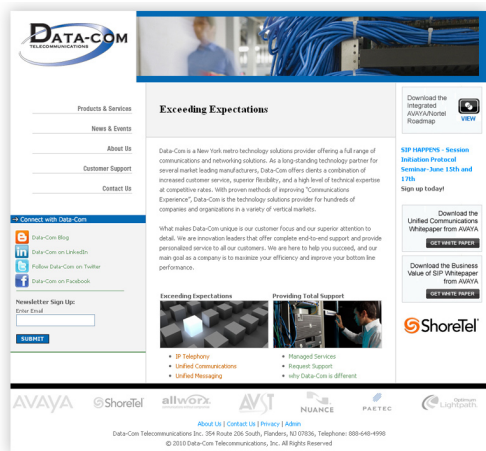 DATA-COM
TELECOMMUNICATIONS
Products & Services
News & Events
About Us
Customer Support
Contact Us
→ Connect with Data-Com
Data-Com Blog
Data-Com on LinkedIn
Follow Data-Com on Twitter
Data-Com on Facebook
Newsletter Sign Up:
Enter Email
SUBMIT
Exceeding Expectations
Data-Com is a New York metro technology solutions provider offering a full range of
communications and networking solutions. As a long-standing technology partner for
several market leading manufacturers, Data-Com offers clients a combination of
increased customer service, superior flexibility, and a high level of technical expertise
at competitive rates. With proven methods of improving "Communications
Experience", Data-Com is the technology solutions provider for hundreds of
companies and organizations in a variety of vertical markets.
What makes Data-Com unique is our customer focus and our superior attention to
detail. We are innovation leaders that offer complete end-to-end support and provide
personalized service to all our customers. We are here to help you succeed, and our
main goal as a company is to maximize your efficiency and improve your bottom line
performance.
Exceeding Expectations
IP Telephony
Unified Communications
Unified Messaging
Providing Total Support
Managed Services
Request Support
why Data-Com is different
Download the
Integrated
AVAYA/Nortel
Roadmap
VIEW
SIP HAPPENS - Session
Initiation Protocol
Seminar-June 15th and
17th
Sign up today!
Download the
Unified Communications
Whitepaper from AVAYA
GET WHITE PAPER
Download the Business
Value of SIP Whitepaper
from AVAYA
GET WHITE PAPER
ShoreTel
AVAYA
ShoreTel
allworx
AVST
NUANCE
PAETEC
Optimum
Lightpath
About Us | Contact Us | Privacy | Admin
Data-Com Telecommunications Inc. 354 Route 206 South, Flanders, NJ 07836, Telephone: 888-648-4998
© 2010 Data-Com Telecommunications, Inc. All Rights Reserved